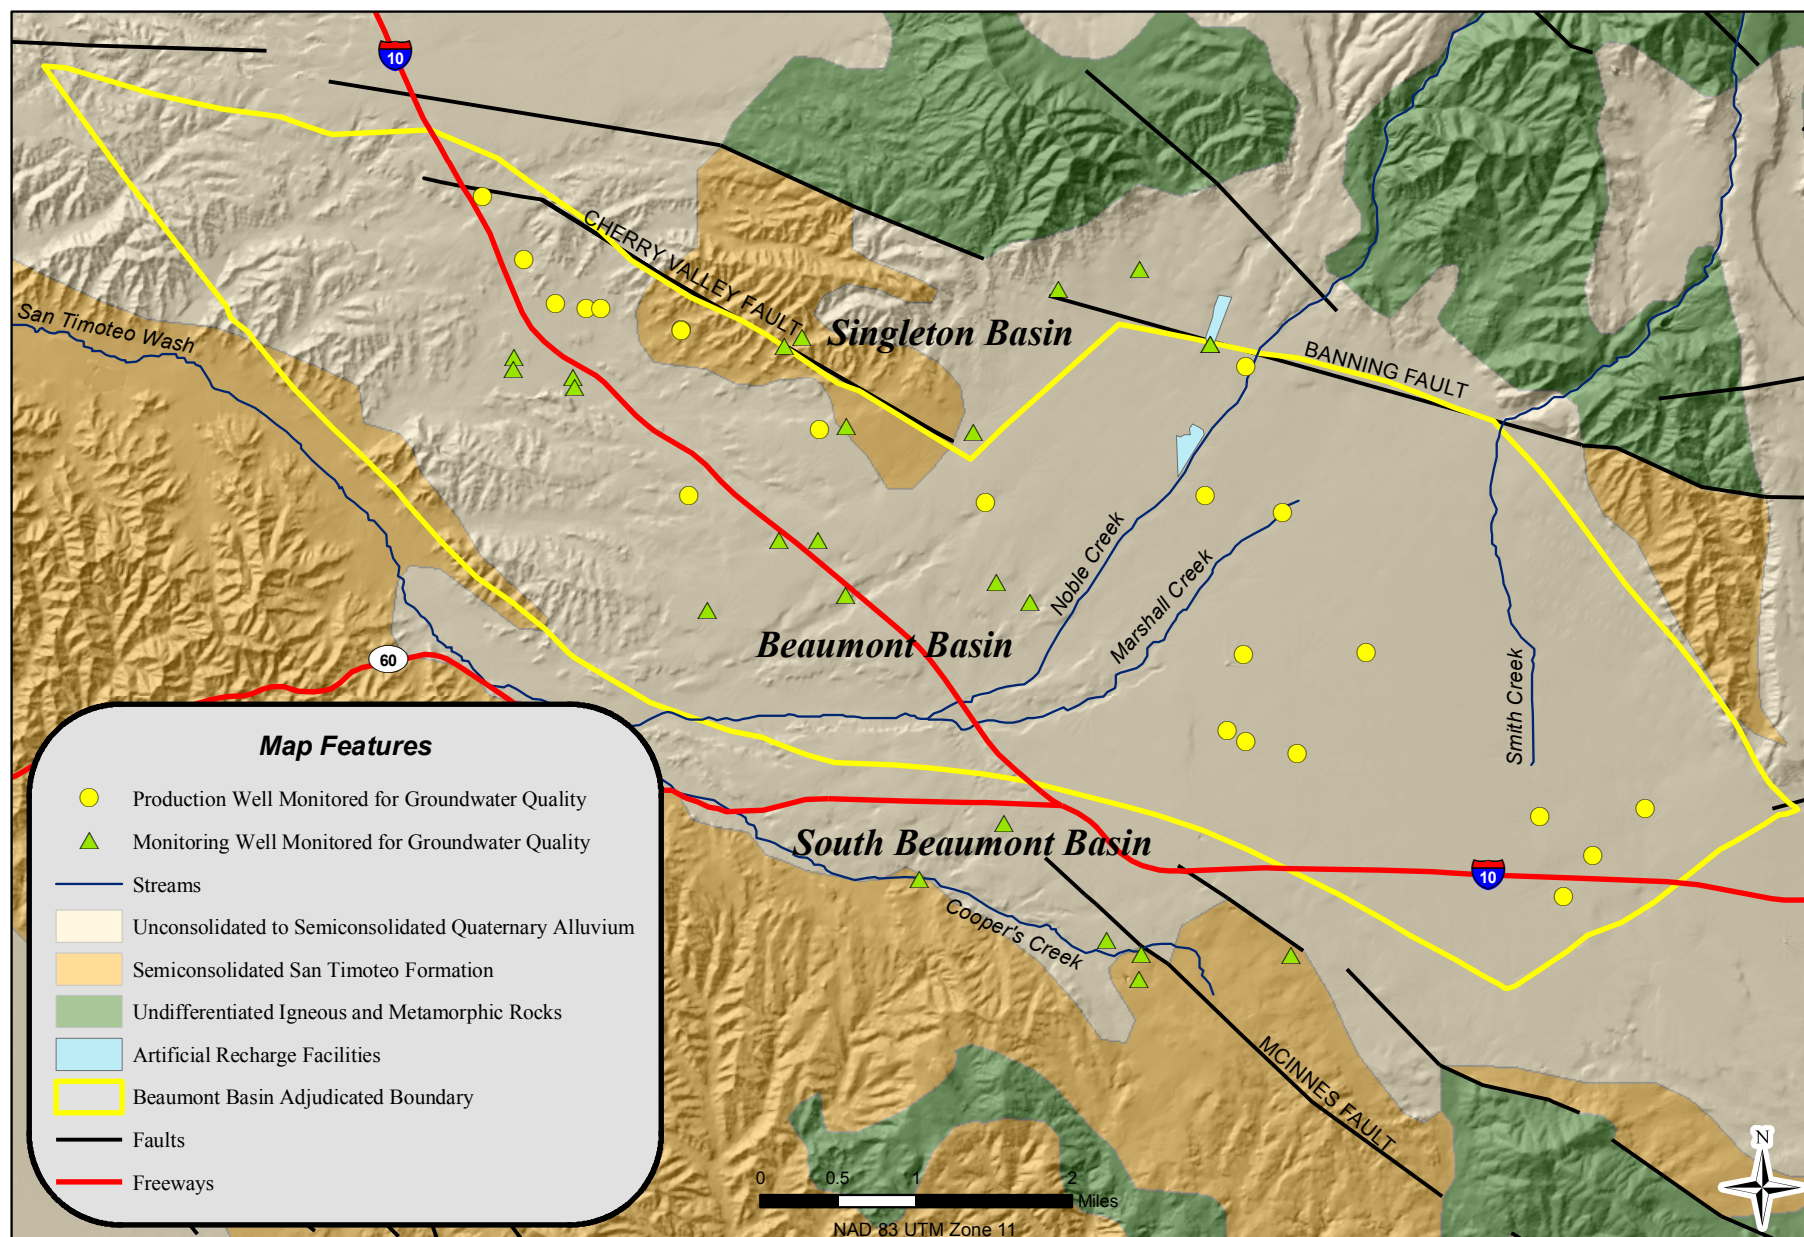 10
CHERRY VALLEY FAULT
San Timoteo Wash
Singleton Basin
BANNING FAULT
Noble Creek
Marshall Creek
Beaumont Basin
60
Smith Creek
South Beaumont Basin
10
Cooper's Creek
MCINNES FAULT
Map Features
Production Well Monitored for Groundwater Quality
Monitoring Well Monitored for Groundwater Quality
Streams
Unconsolidated to Semiconsolidated Quaternary Alluvium
Semiconsolidated San Timoteo Formation
Undifferentiated Igneous and Metamorphic Rocks
Artificial Recharge Facilities
Beaumont Basin Adjudicated Boundary
Faults
Freeways
0 0.5 1 2
Miles
NAD 83 UTM Zone 11
N